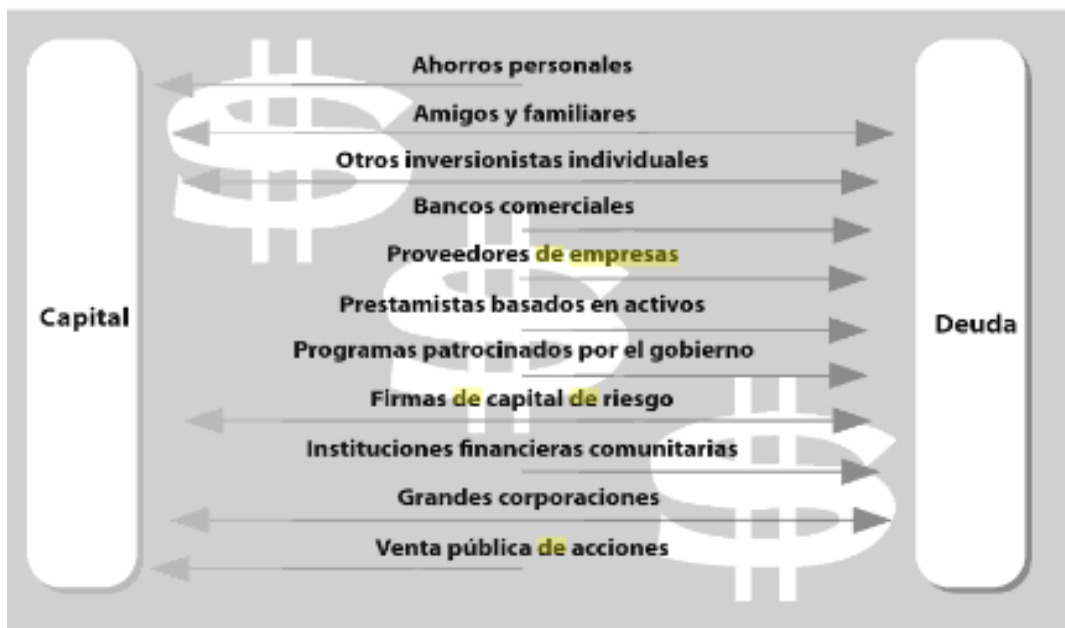 Ahorros personales
Amigos y familiares
Otros inversionistas individuales
Bancos comerciales
Proveedores de empresas
Prestamistas basados en activos
Capital
Deuda
Programas patrocinados por el gobierno
Firmas de capital de riesgo
Instituciones financieras comunitarias
Grandes corporaciones
Venta pública de acciones